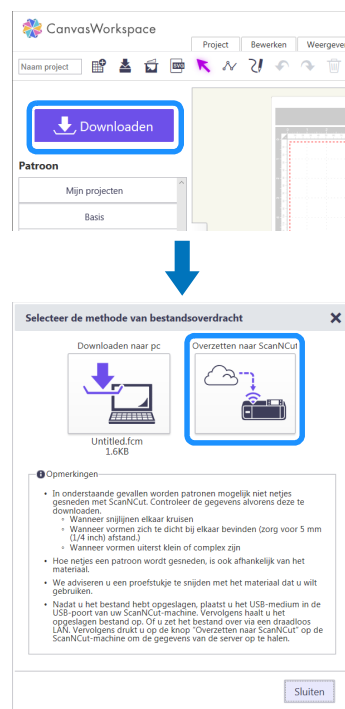 CanvasWorkspace
Project Bewerken Weergeven
Naam project
SVG
Downloaden
Patroon
Mijn projecten
Basis
Selecteer de methode van bestandsoverdracht
Downloaden naar pc Overzetten naar ScanNCut
Untitled.fcm
1.6KB
Opmerkingen
• In onderstaande gevallen worden patronen mogelijk niet netjes
gesneden met ScanNCut. Controleer de gegevens alvorens deze te
downloaden.
◦ Wanneer snijlijnen elkaar kruisen
◦ Wanneer vormen zich te dicht bij elkaar bevinden (zorg voor 5 mm
(1/4 inch) afstand.)
◦ Wanneer vormen uiterst klein of complex zijn
• Hoe netjes een patroon wordt gesneden, is ook afhankelijk van het
materiaal.
• We adviseren u een proefstukje te snijden met het materiaal dat u wilt
gebruiken.
• Nadat u het bestand hebt opgeslagen, plaatst u het USB-medium in de
USB-poort van uw ScanNCut-machine. Vervolgens haalt u het
opgeslagen bestand op. Of u zet het bestand over via een draadloos
LAN. Vervolgens drukt u op de knop "Overzetten naar ScanNCut" op de
ScanNCut-machine om de gegevens van de server op te halen.
Sluiten